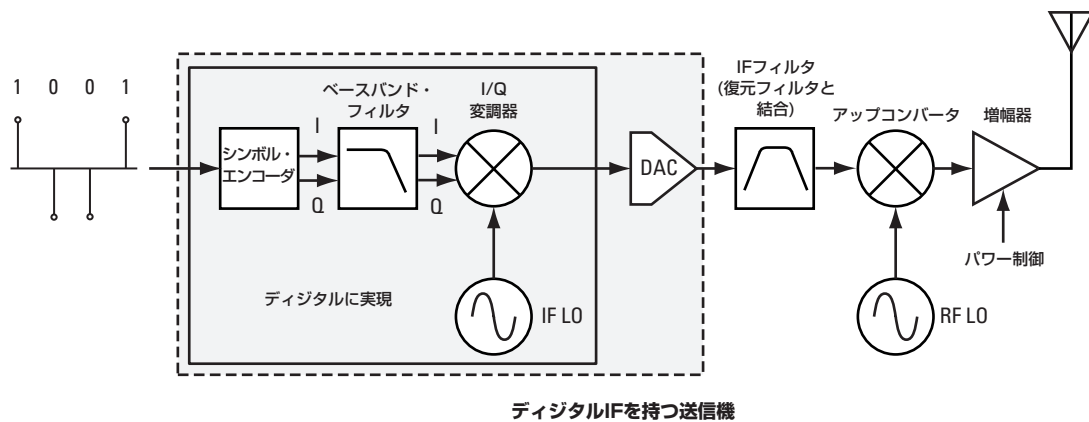 1 0 0 1
シンボル・
エンコーダ
I
Q
ベースバンド・
フィルタ
I
Q
I/Q
変調器
IF LO
ディジタルに実現
DAC
IFフィルタ
(復元フィルタと
結合)
アップコンバータ
RF LO
増幅器
パワー制御
ディジタルIFを持つ送信機